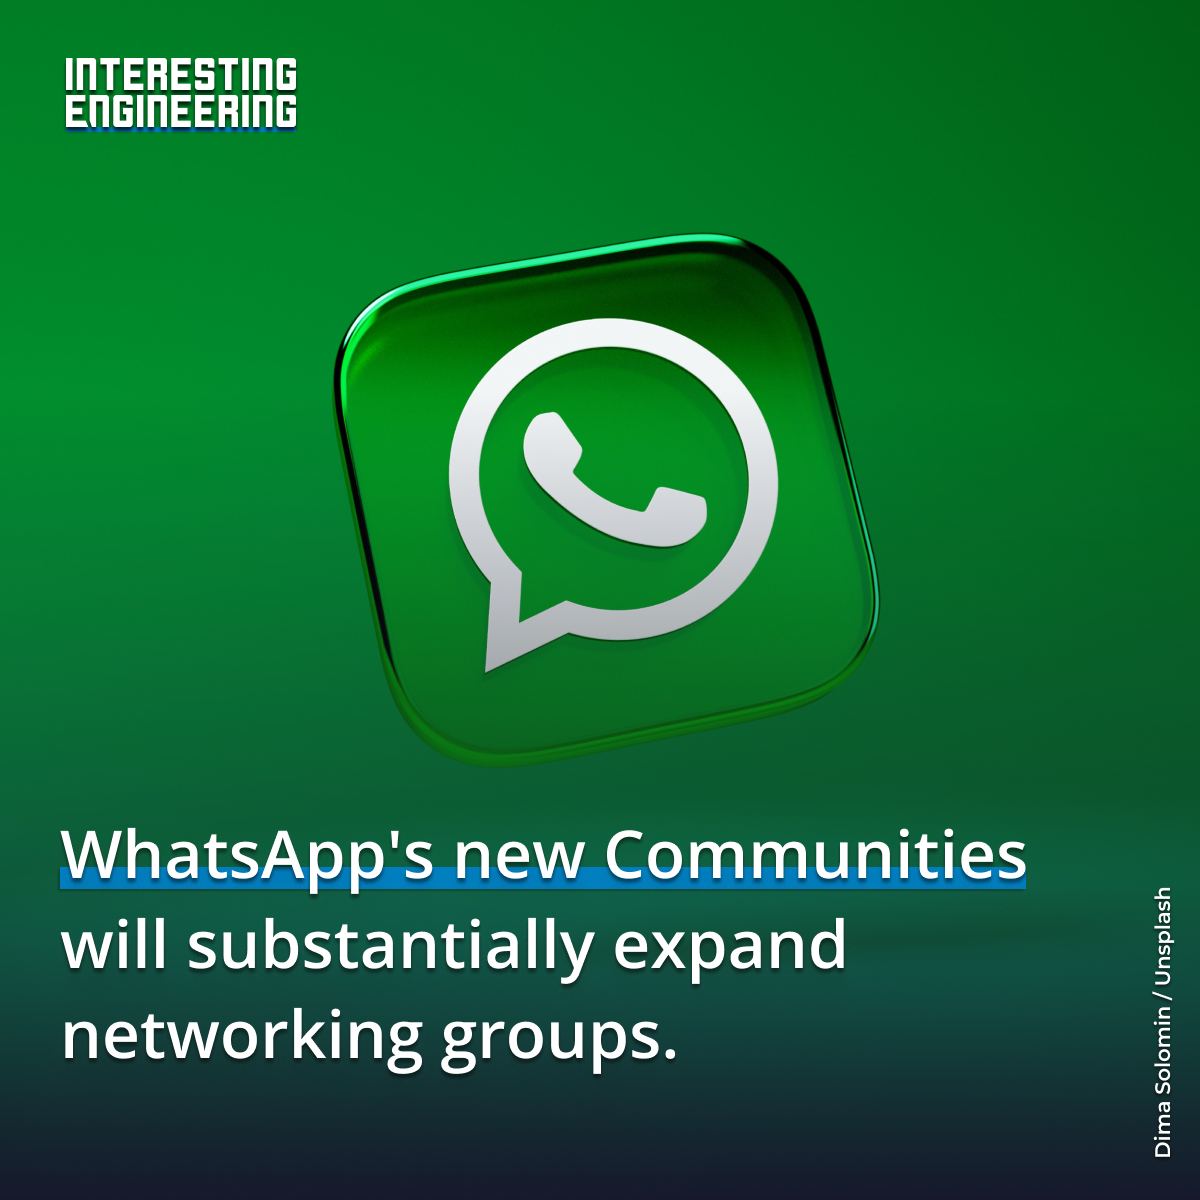 INTERESTING
ENGINEERING
WhatsApp's new Communities
will substantially expand
networking groups.
Dima Solomin / Unsplash